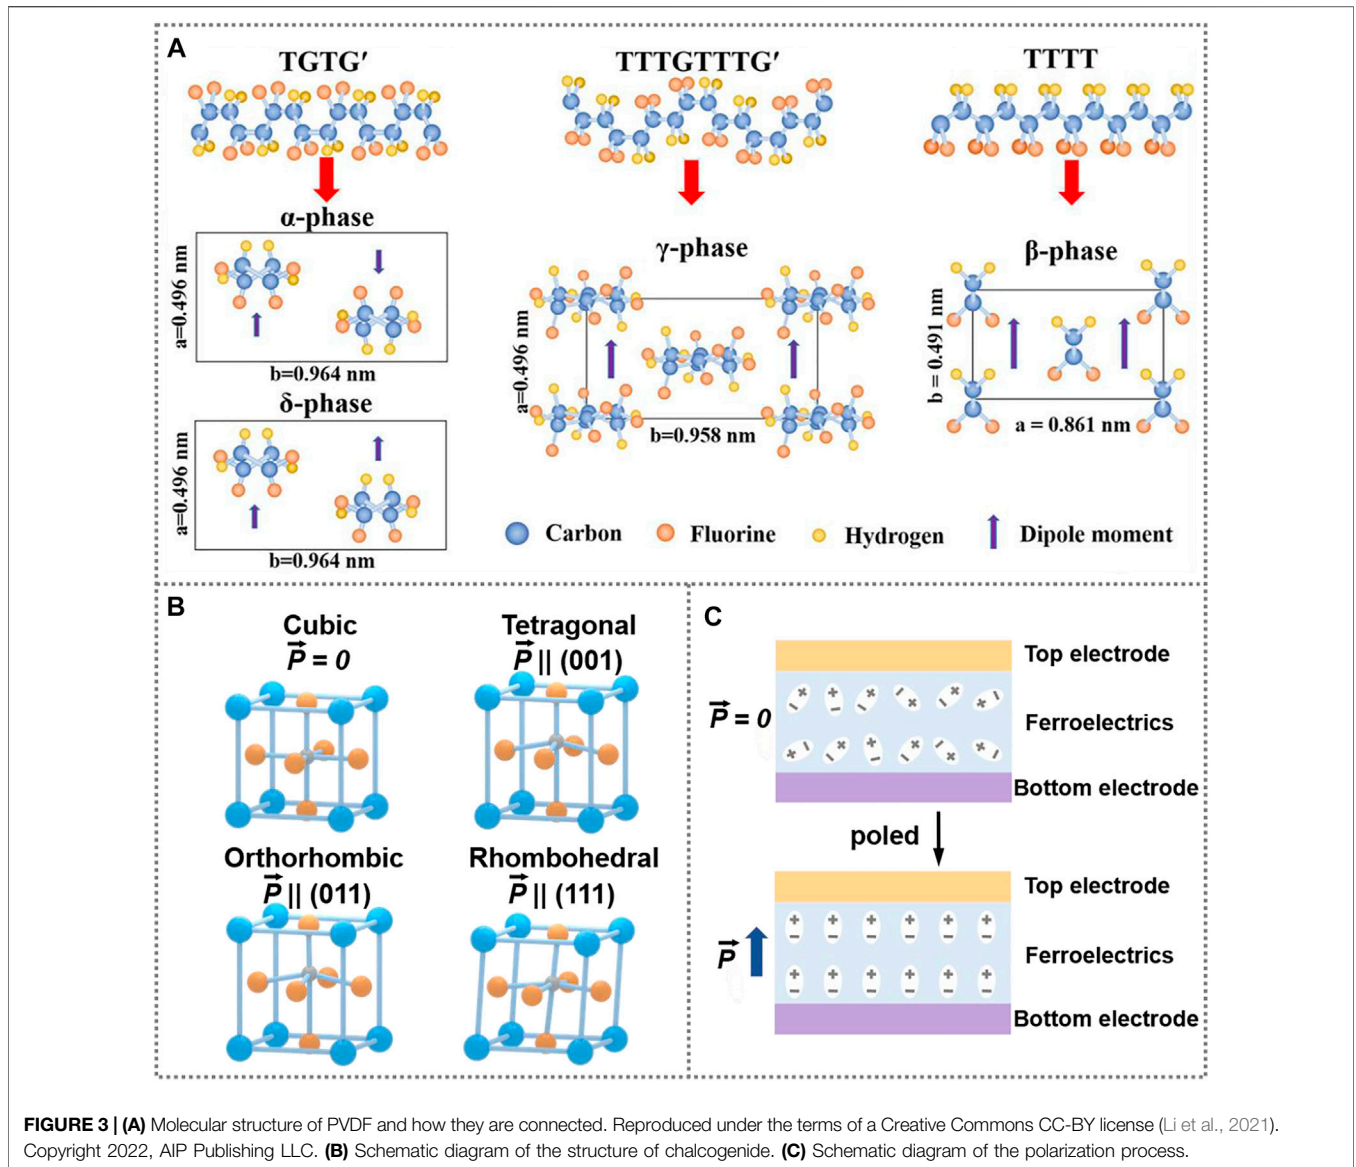 A
TGTG′
TTTGTTTG′
TTTT
α-phase
a=0.496 nm
b=0.964 nm
δ-phase
a=0.496 nm
b=0.964 nm
γ-phase
a=0.496 nm
b=0.958 nm
β-phase
b = 0.491 nm
a = 0.861 nm
Carbon Fluorine Hydrogen Dipole moment
B
Cubic
P⃗ = 0
Tetragonal
P⃗ || (001)
Orthorhombic
P⃗ || (011)
Rhombohedral
P⃗ || (111)
C
P⃗ = 0
Top electrode
Ferroelectrics
Bottom electrode
poled
P⃗
Top electrode
Ferroelectrics
Bottom electrode
FIGURE 3 | (A) Molecular structure of PVDF and how they are connected. Reproduced under the terms of a Creative Commons CC-BY license (Li et al., 2021).
Copyright 2022, AIP Publishing LLC. (B) Schematic diagram of the structure of chalcogenide. (C) Schematic diagram of the polarization process.